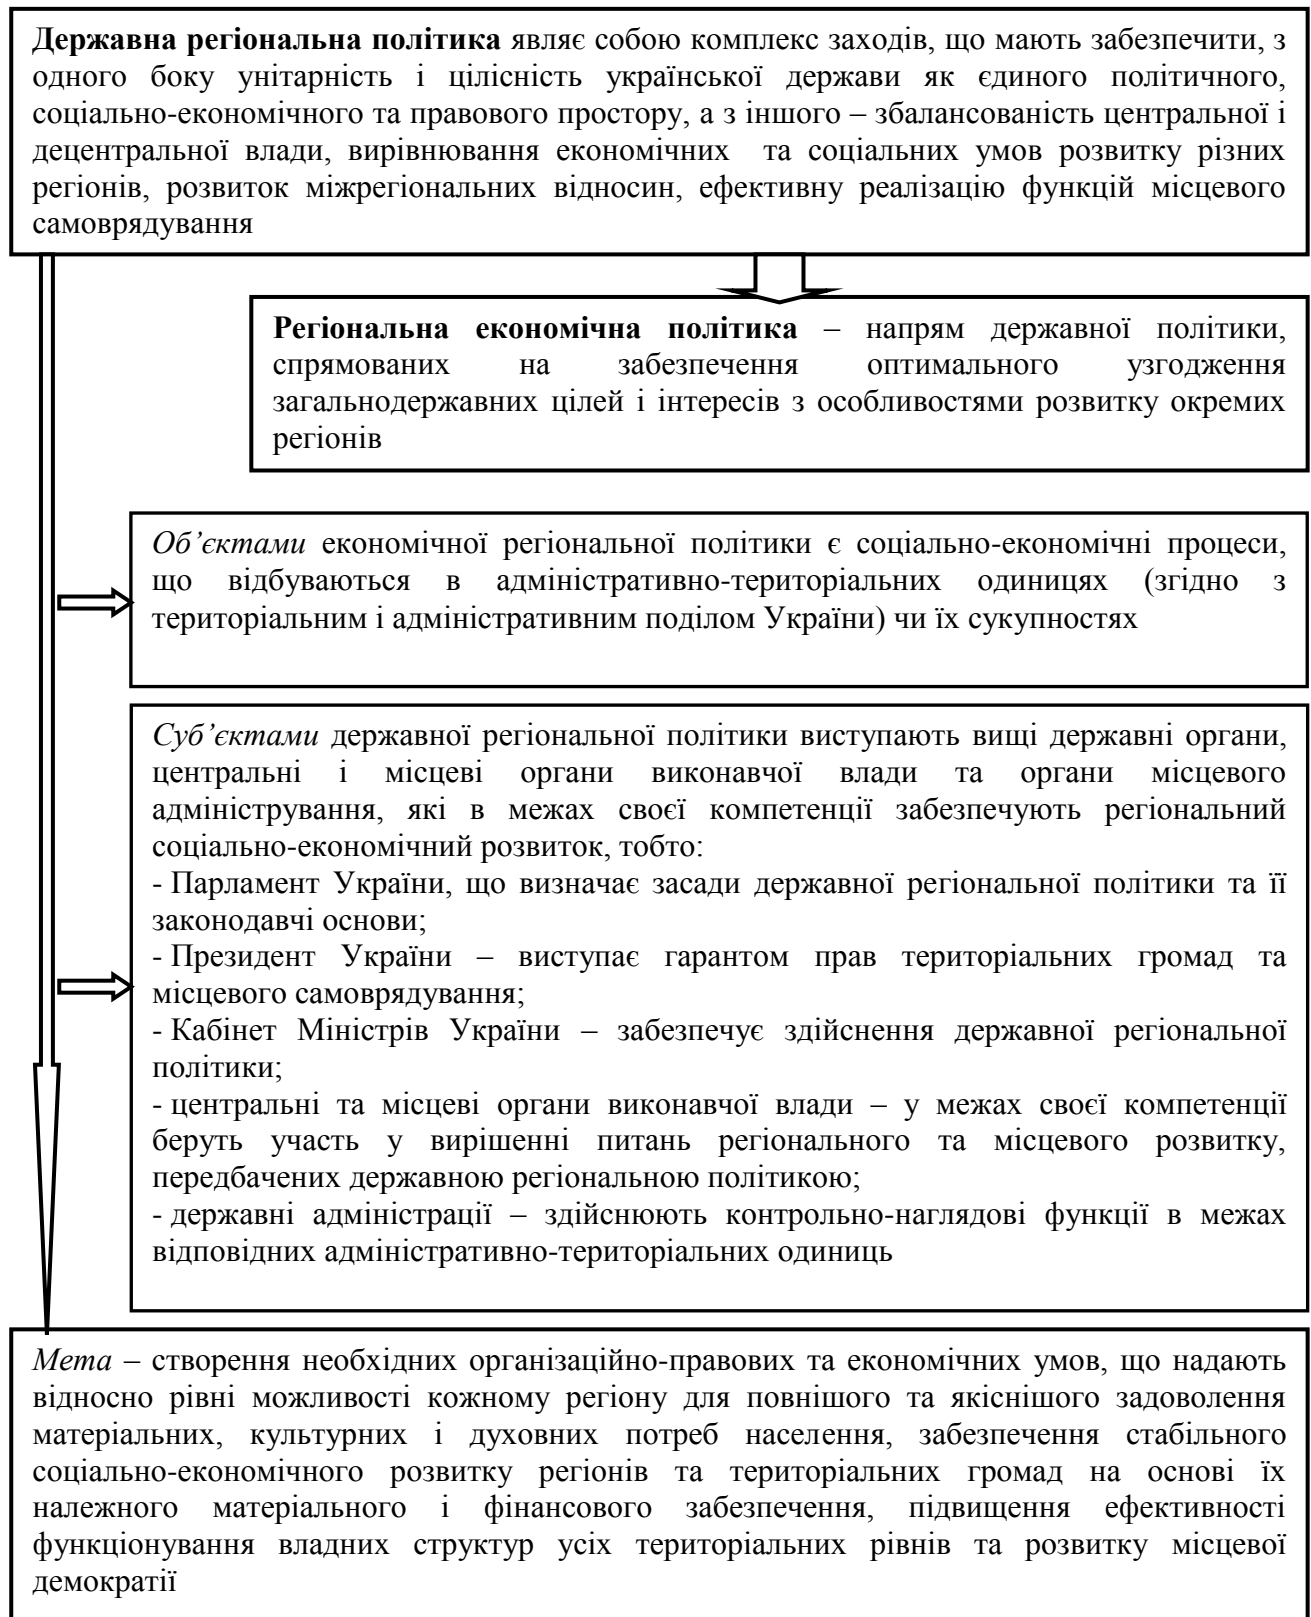 Державна регіональна політика являє собою комплекс заходів, що мають забезпечити, з
одного боку унітарність і цілісність української держави як єдиного політичного,
соціально-економічного та правового простору, а з іншого – збалансованість центральної і
децентральної влади, вирівнювання економічних та соціальних умов розвитку різних
регіонів, розвиток міжрегіональних відносин, ефективну реалізацію функцій місцевого
самоврядування
Регіональна економічна політика – напрям державної політики,
спрямованих на забезпечення оптимального узгодження
загальнодержавних цілей і інтересів з особливостями розвитку окремих
регіонів
Об’єктами економічної регіональної політики є соціально-економічні процеси,
що відбуваються в адміністративно-територіальних одиницях (згідно з
територіальним і адміністративним поділом України) чи їх сукупностях
Суб’єктами державної регіональної політики виступають вищі державні органи,
центральні і місцеві органи виконавчої влади та органи місцевого
адміністрування, які в межах своєї компетенції забезпечують регіональний
соціально-економічний розвиток, тобто:
- Парламент України, що визначає засади державної регіональної політики та її
законодавчі основи;
- Президент України – виступає гарантом прав територіальних громад та
місцевого самоврядування;
- Кабінет Міністрів України – забезпечує здійснення державної регіональної
політики;
- центральні та місцеві органи виконавчої влади – у межах своєї компетенції
беруть участь у вирішенні питань регіонального та місцевого розвитку,
передбачених державною регіональною політикою;
- державні адміністрації – здійснюють контрольно-наглядові функції в межах
відповідних адміністративно-територіальних одиниць
Мета – створення необхідних організаційно-правових та економічних умов, що надають
відносно рівні можливості кожному регіону для повнішого та якіснішого задоволення
матеріальних, культурних і духовних потреб населення, забезпечення стабільного
соціально-економічного розвитку регіонів та територіальних громад на основі їх
належного матеріального і фінансового забезпечення, підвищення ефективності
функціонування владних структур усіх територіальних рівнів та розвитку місцевої
демократії